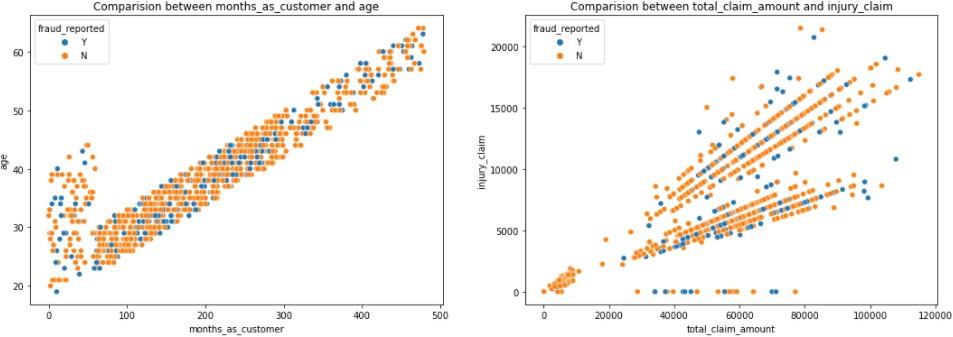 Comparision between months_as_customer and age
fraud_reported
Y
N
60
50
40
30
20
age
0
100
200
300
400
500
months_as_customer
Comparision between total_claim_amount and injury_claim
fraud_reported
Y
N
20000
15000
10000
5000
0
injury_claim
0
20000
40000
60000
80000
100000
120000
total_claim_amount